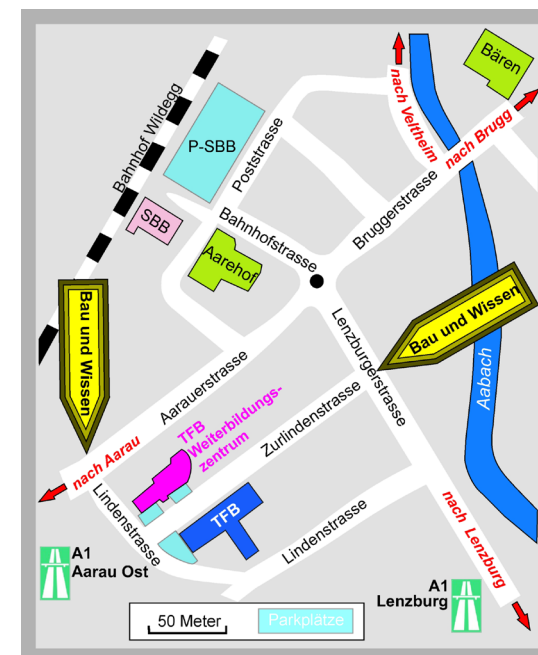 Bären
nach Veltheim
nach Brugg
Bahnhof Wildegg
P-SBB
Poststrasse
SBB
Bahnhofstrasse
Bruggerstrasse
Aarehof
Bau und Wissen
Bau und Wissen
Lenzburgerstrasse
Aabach
Aarauerstrasse
TFB
Weiterbildungs-
zentrum
Zurlindenstrasse
nach Aarau
Lindenstrasse
TFB
Lindenstrasse
nach Lenzburg
A1
Aarau Ost
A1
Lenzburg
50 Meter
Parkplätze